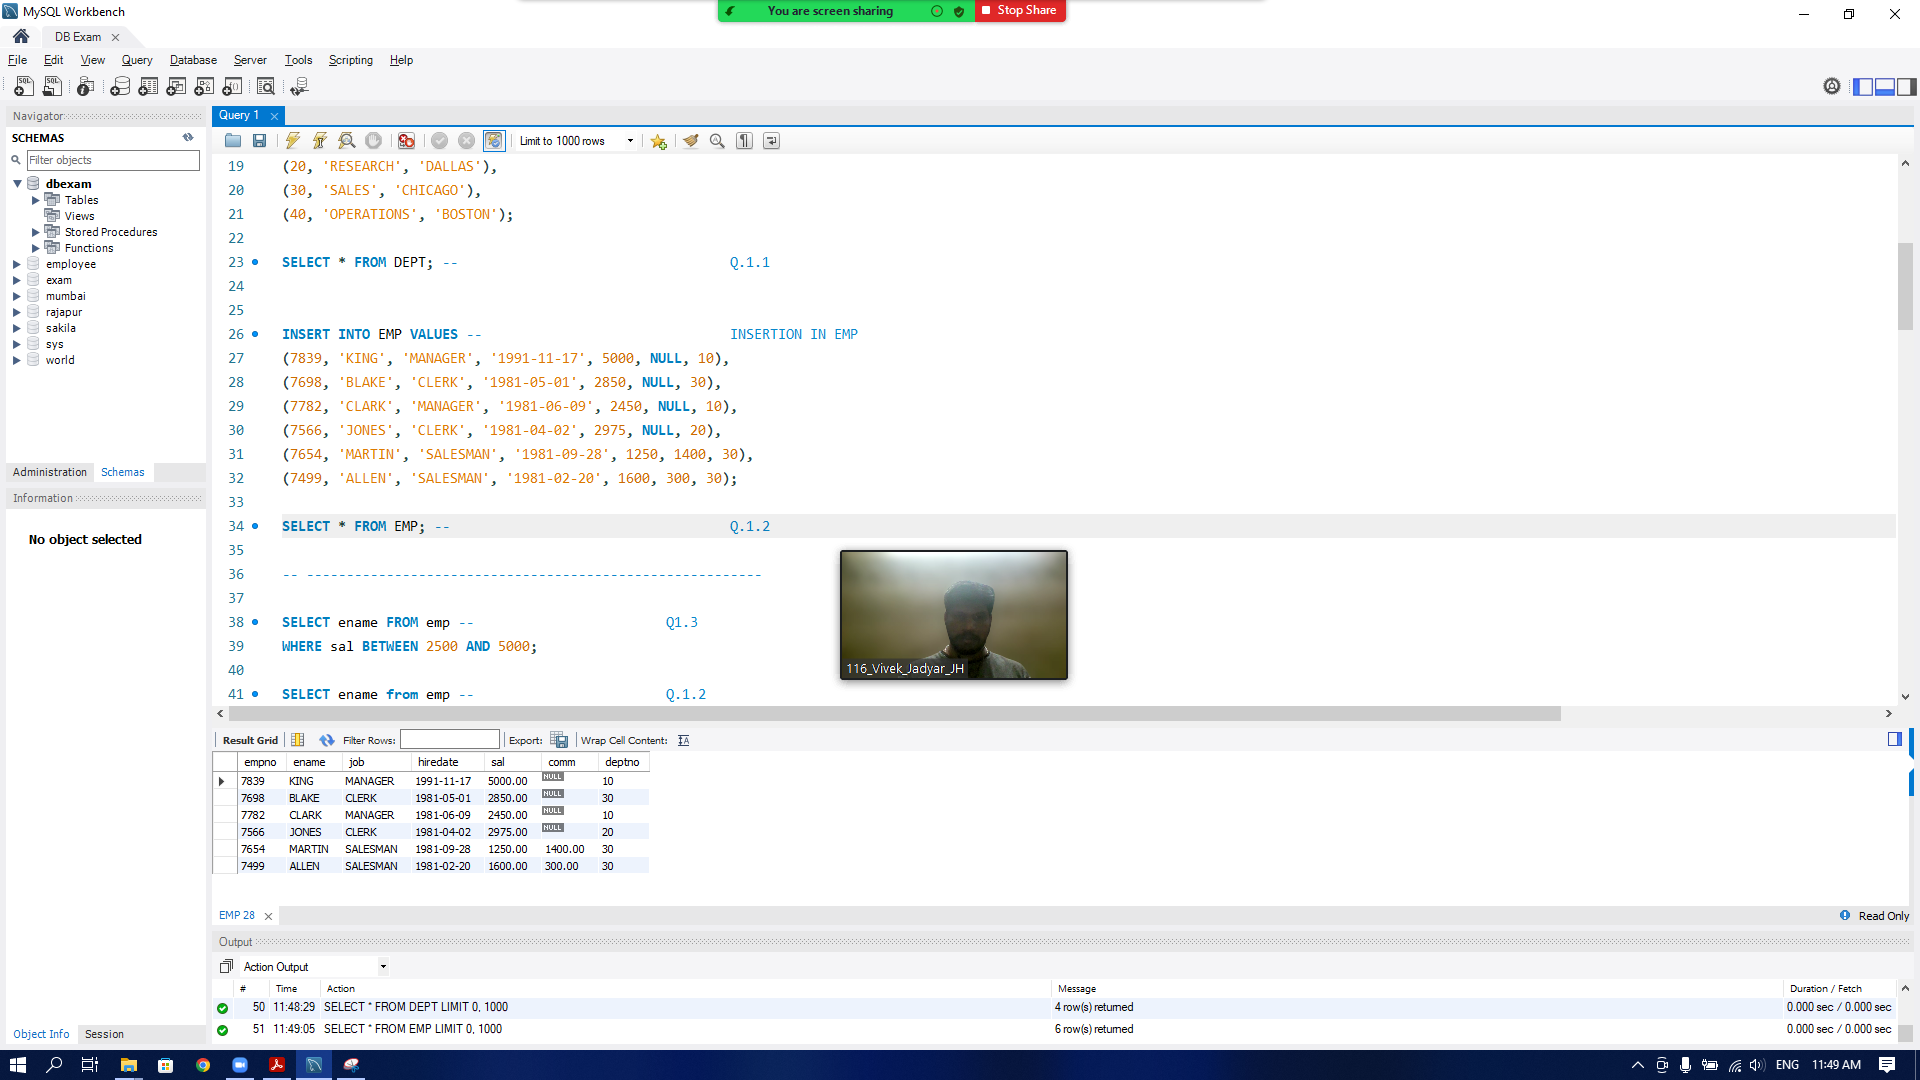 MySQL Workbench
You are screen sharing
Stop Share
DB Exam
File Edit View Query Database Server Tools Scripting Help
Navigator
SCHEMAS
Filter objects
dbexam
Tables
Views
Stored Procedures
Functions
employee
exam
mumbai
rajapur
sakila
sys
world
Administration Schemas
Information
No object selected
Object Info Session
Query 1
Limit to 1000 rows
19 (20, 'RESEARCH', 'DALLAS'),
20 (30, 'SALES', 'CHICAGO'),
21 (40, 'OPERATIONS', 'BOSTON');
22
23 SELECT * FROM DEPT; -- Q.1.1
24
25
26 INSERT INTO EMP VALUES -- INSERTION IN EMP
27 (7839, 'KING', 'MANAGER', '1991-11-17', 5000, NULL, 10),
28 (7698, 'BLAKE', 'CLERK', '1981-05-01', 2850, NULL, 30),
29 (7782, 'CLARK', 'MANAGER', '1981-06-09', 2450, NULL, 10),
30 (7566, 'JONES', 'CLERK', '1981-04-02', 2975, NULL, 20),
31 (7654, 'MARTIN', 'SALESMAN', '1981-09-28', 1250, 1400, 30),
32 (7499, 'ALLEN', 'SALESMAN', '1981-02-20', 1600, 300, 30);
33
34 SELECT * FROM EMP; -- Q.1.2
35
36 -- ---------------------------------------------------------
37
38 SELECT ename FROM emp -- Q1.3
39 WHERE sal BETWEEN 2500 AND 5000;
40
41 SELECT ename from emp -- Q.1.2
116_Vivek_Jadyar_JH
Result Grid Filter Rows: Export: Wrap Cell Content:
empno ename job hiredate sal comm deptno
7839 KING MANAGER 1991-11-17 5000.00 NULL 10
7698 BLAKE CLERK 1981-05-01 2850.00 NULL 30
7782 CLARK MANAGER 1981-06-09 2450.00 NULL 10
7566 JONES CLERK 1981-04-02 2975.00 NULL 20
7654 MARTIN SALESMAN 1981-09-28 1250.00 1400.00 30
7499 ALLEN SALESMAN 1981-02-20 1600.00 300.00 30
EMP 28 Read Only
Output
Action Output
# Time Action Message Duration / Fetch
50 11:48:29 SELECT * FROM DEPT LIMIT 0, 1000 4 row(s) returned 0.000 sec / 0.000 sec
51 11:49:05 SELECT * FROM EMP LIMIT 0, 1000 6 row(s) returned 0.000 sec / 0.000 sec
ENG 11:49 AM